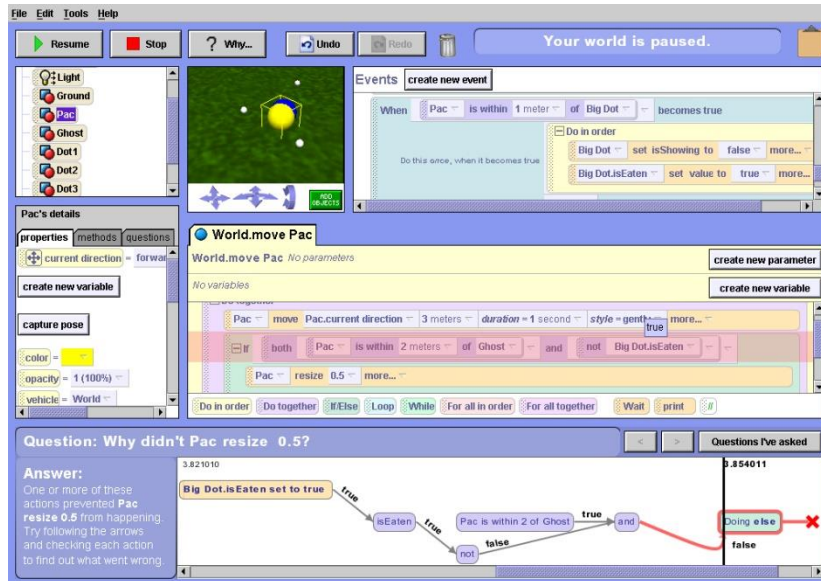 File Edit Tools Help
Resume Stop ? Why... Undo Redo
Your world is paused.
Light
Ground
Pac
Ghost
Dot1
Dot2
Dot3
ADD OBJECTS
Events create new event
When Pac is within 1 meter of Big Dot becomes true
Do in order
Do this once, when it becomes true
Big Dot set isShowing to false more...
Big Dot.isEaten set value to true more...
Pac's details
properties methods questions
current direction = forwar
create new variable
capture pose
color =
opacity = 1 (100%)
vehicle = World
World.move Pac
World.move Pac No parameters
create new parameter
No variables
create new variable
Do together
Pac move Pac.current direction 3 meters duration = 1 second style = gently more...
true
If both Pac is within 2 meters of Ghost and not Big Dot.isEaten
Pac resize 0.5 more...
Do in order Do together If/Else Loop While For all in order For all together Wait print //
Question: Why didn't Pac resize 0.5?
< > Questions I've asked
Answer:
One or more of these
actions prevented Pac
resize 0.5 from happening.
Try following the arrows
and checking each action
to find out what went wrong.
3.821010 3.854011
Big Dot.isEaten set to true
true
isEaten
true
not
Pac is within 2 of Ghost
true
false
and
Doing else
false